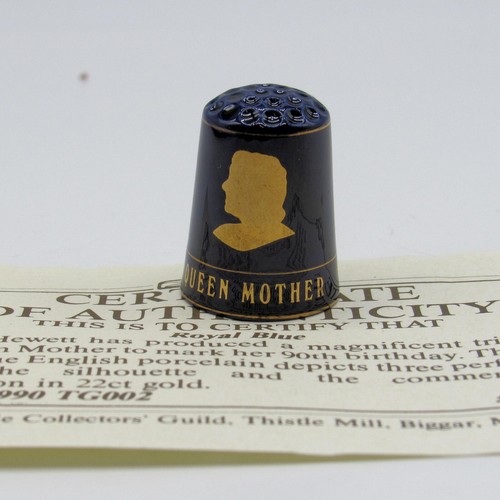 QUEEN MOTHER
OF AUTHENTICITY
THIS IS TO CERTIFY THAT
Royal Blue
Hewett has produced a magnificent
Mother to mark her 90th birthday.
English porcelain depicts three
the silhouette and the
in 22ct gold.
1990 TG002
Collectors' Guild, Thistle Mill, Biggar,